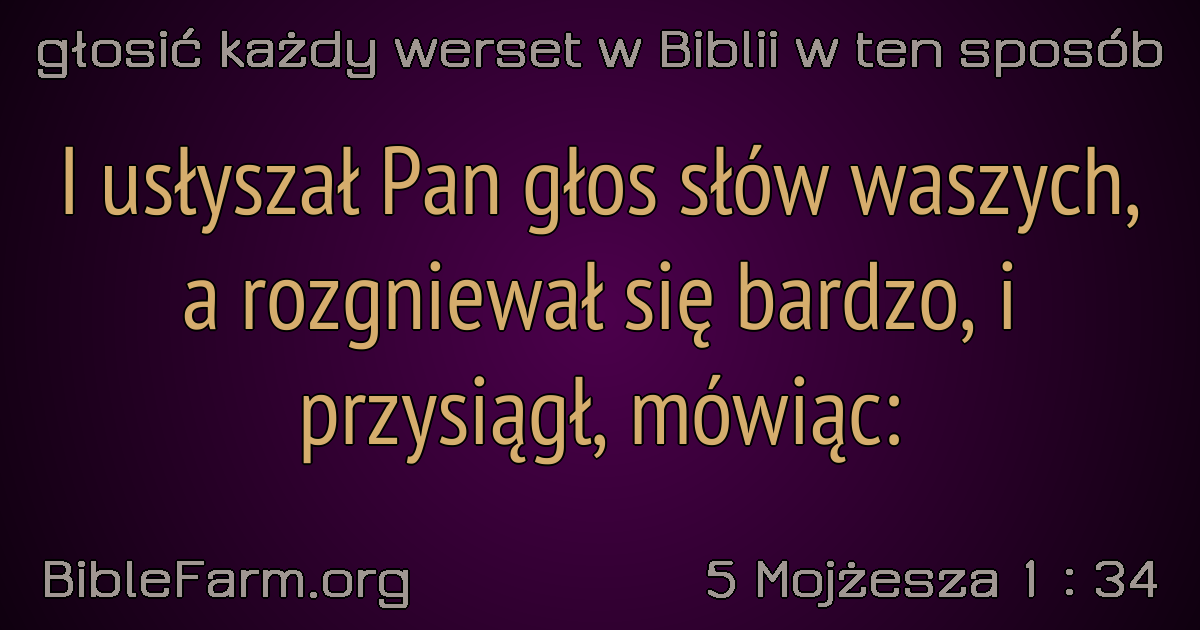 głosić każdy werset w Biblii w ten sposób
I usłyszał Pan głos słów waszych,
a rozgniewał się bardzo, i
przysiągł, mówiąc:
BibleFarm.org
5 Mojżesza 1 : 34